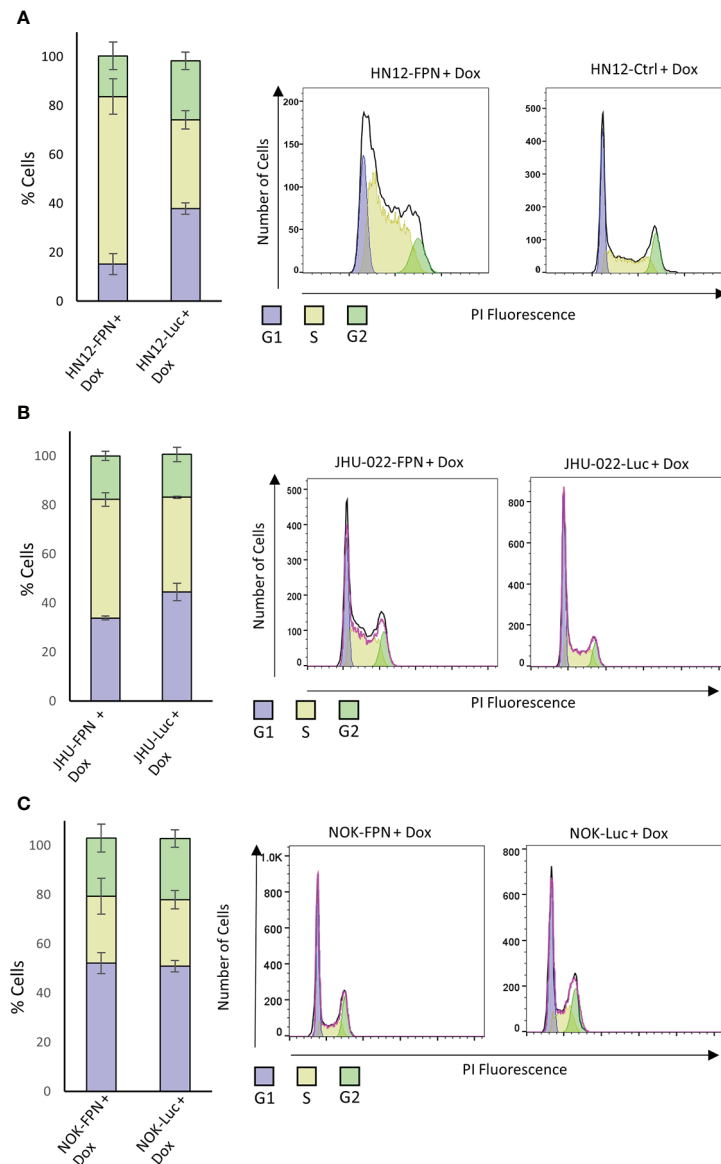 A
100
80
60
40
20
0
% Cells
HN12-FPN +
Dox
HN12-Luc +
Dox
HN12-FPN + Dox
200
150
100
50
0
Number of Cells
HN12-Ctrl + Dox
500
400
300
200
100
0
PI Fluorescence
G1 S G2
B
100
80
60
40
20
0
% Cells
JHU-FPN +
Dox
JHU-Luc +
Dox
JHU-022-FPN + Dox
500
400
300
200
100
0
Number of Cells
JHU-022-Luc + Dox
800
600
400
200
0
PI Fluorescence
G1 S G2
C
100
80
60
40
20
0
% Cells
NOK-FPN +
Dox
NOK-Luc +
Dox
NOK-FPN + Dox
1.0K
800
600
400
200
0
Number of Cells
NOK-Luc + Dox
800
600
400
200
0
PI Fluorescence
G1 S G2